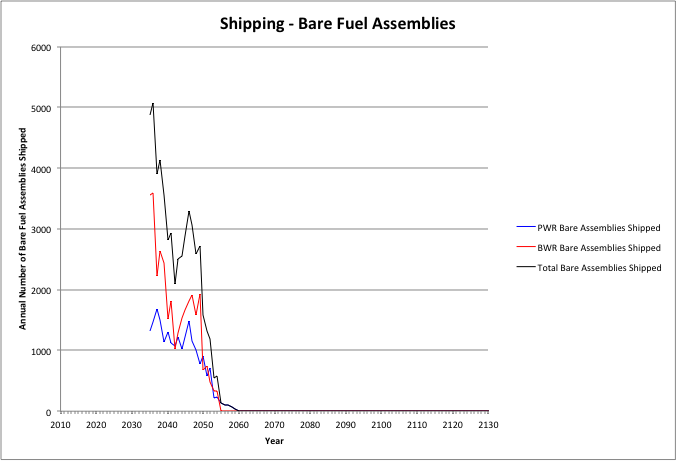 Shipping - Bare Fuel Assemblies
6000
5000
4000
3000
2000
1000
0
Annual Number of Bare Fuel Assemblies Shipped
2010 2020 2030 2040 2050 2060 2070 2080 2090 2100 2110 2120 2130
Year
PWR Bare Assemblies Shipped
BWR Bare Assemblies Shipped
Total Bare Assemblies Shipped